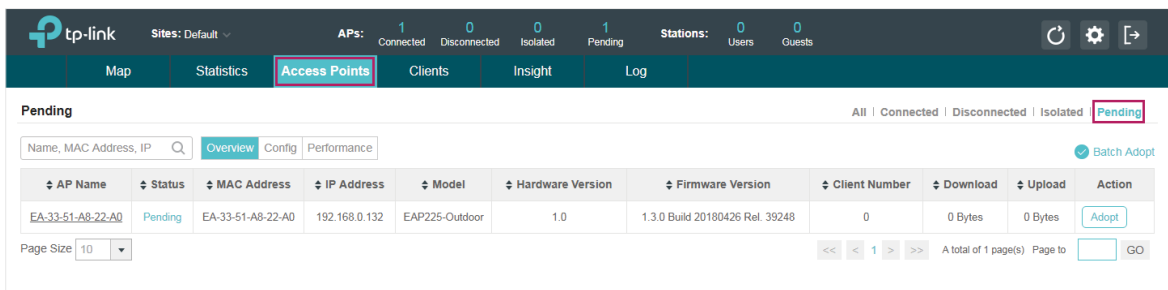 tp-link Sites: Default APs: 1 Connected 0 Disconnected 0 Isolated 1 Pending Stations: 0 Users 0 Guests
Map Statistics Access Points Clients Insight Log
Pending All | Connected | Disconnected | Isolated | Pending
Name, MAC Address, IP Overview Config Performance Batch Adopt
AP Name Status MAC Address IP Address Model Hardware Version Firmware Version Client Number Download Upload Action
EA-33-51-A8-22-A0 Pending EA-33-51-A8-22-A0 192.168.0.132 EAP225-Outdoor 1.0 1.3.0 Build 20180426 Rel. 39248 0 0 Bytes 0 Bytes Adopt
Page Size 10 << < 1 > >> A total of 1 page(s) Page to GO